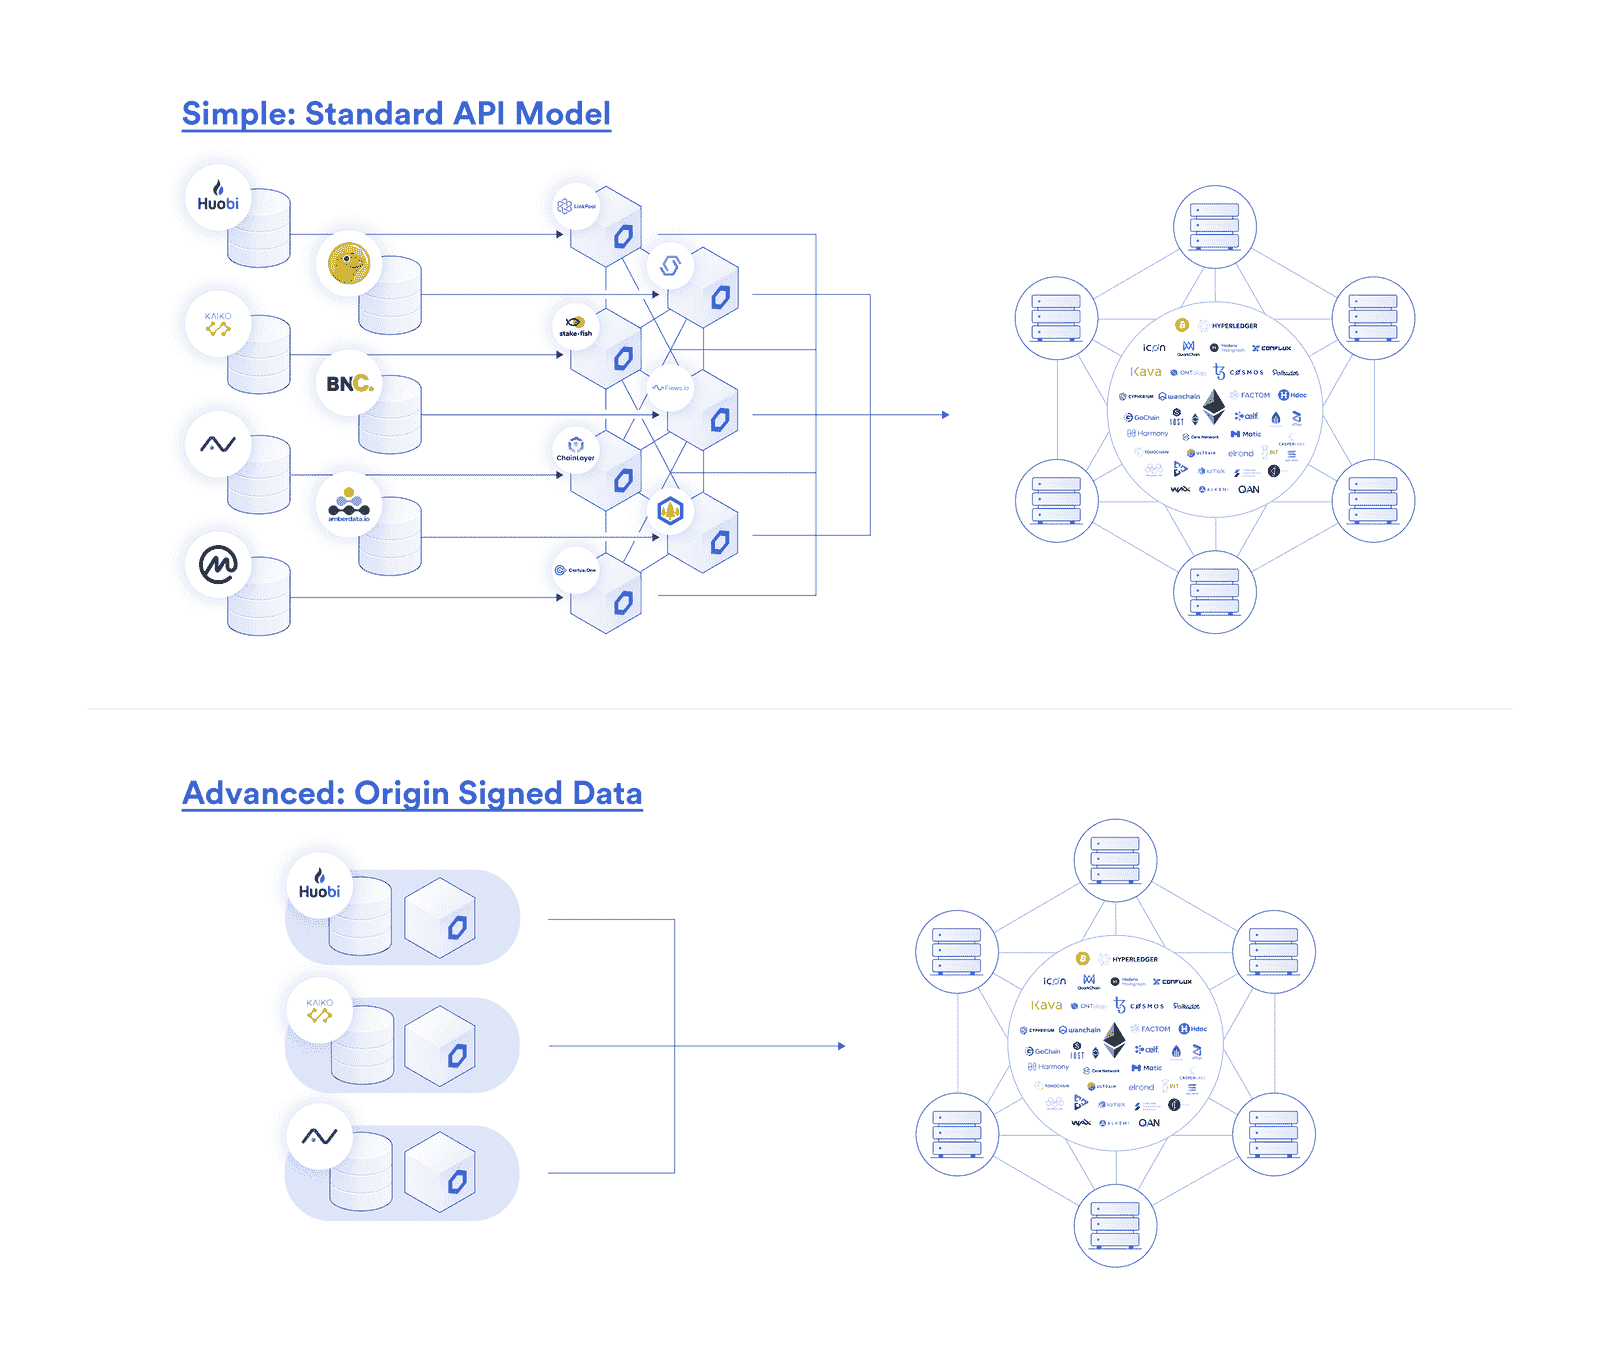 Simple: Standard API Model
Huobi
LinkPool
KAIKO
stake•fish
BNC.
Fiews.io
ChainLayer
amberdata.io
Certus.One
HYPERLEDGER
icon
QuarkChain
Hedera Hashgraph
CONFLUX
Kava
ONTology
COSMOS
Polkadot
CYPHERIUM
wanchain
FACTOM
Hdac
GoChain
IOST
aelf
Harmony
Core Network
Matic
CASPERLABS
TOMOCHAIN
ULTRAIN
elrond
INT
IoTeX
WAX
ALKEMI
QAN
Advanced: Origin Signed Data
Huobi
KAIKO
HYPERLEDGER
icon
QuarkChain
Hedera Hashgraph
CONFLUX
Kava
ONTology
COSMOS
Polkadot
CYPHERIUM
wanchain
FACTOM
Hdac
GoChain
IOST
aelf.
Harmony
Core Network
Matic
CASPERLABS
TOMOCHAIN
ULTRAIN
elrond
INT
IoTeX
WAX
ALKEMI
QAN